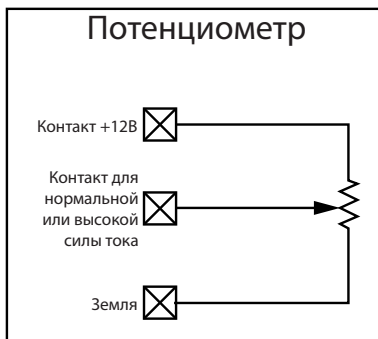 Потенциометр
Контакт +12В
Контакт для
нормальной
или высокой
силы тока
Земля